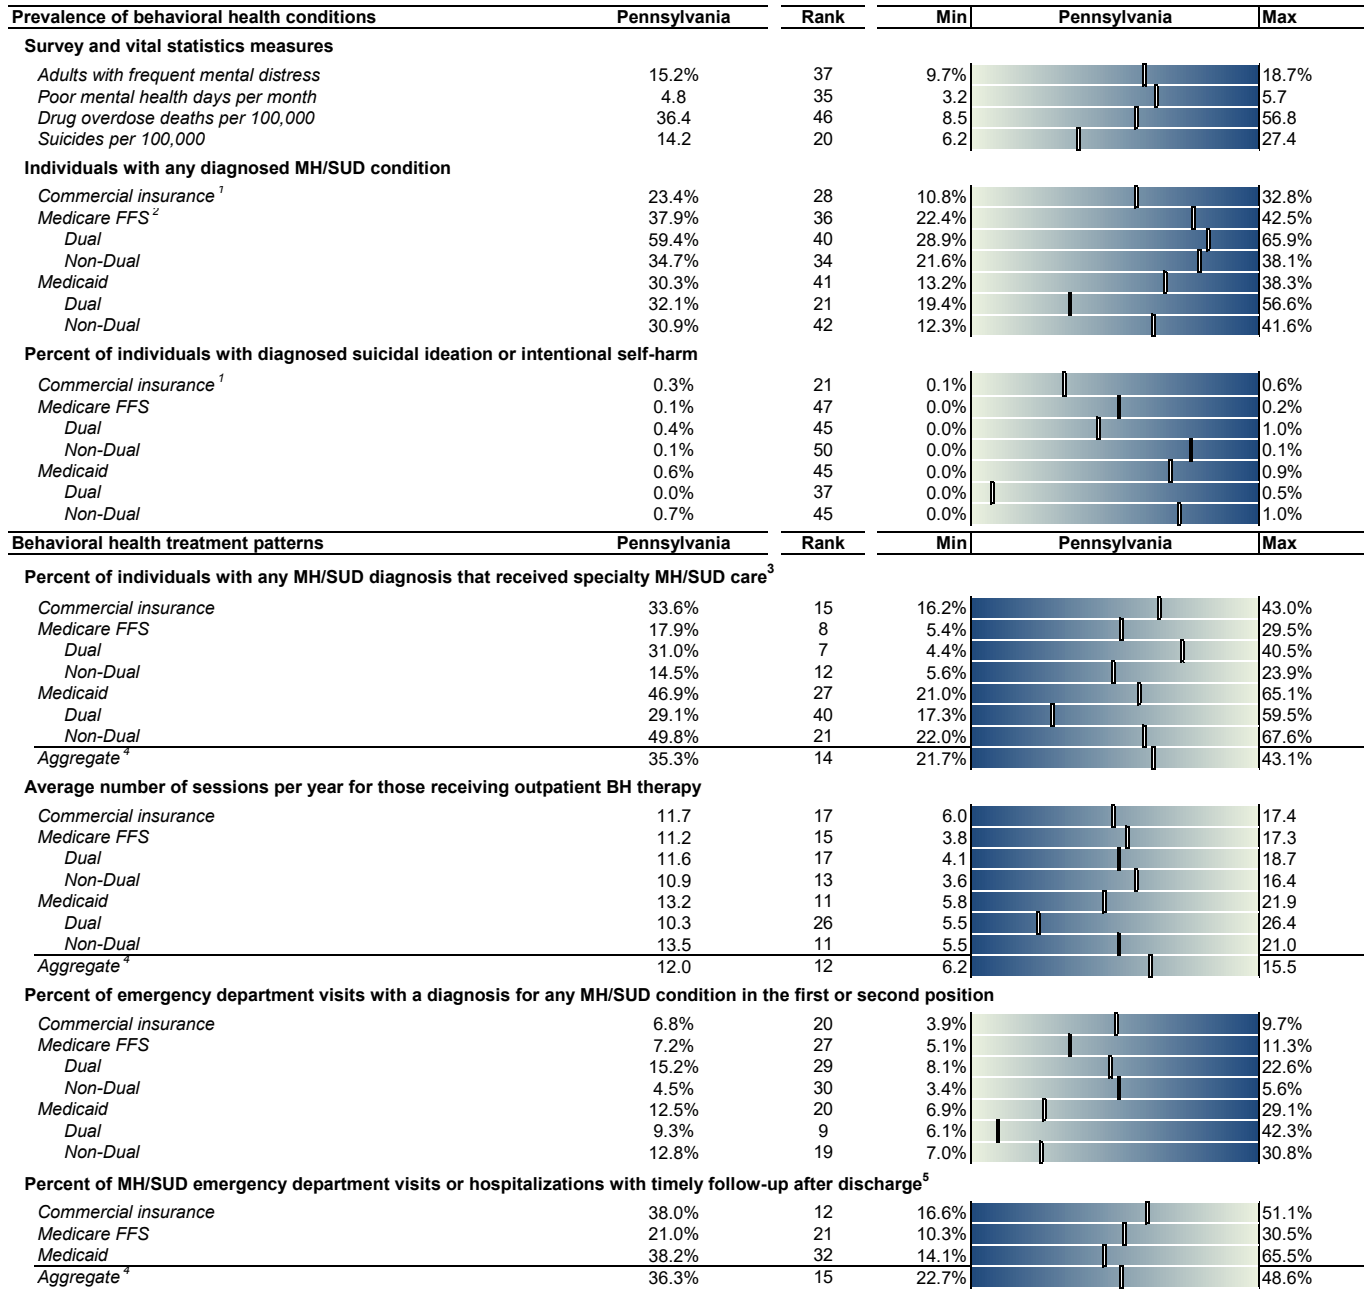 Prevalence of behavioral health conditions Pennsylvania Rank Min Pennsylvania Max
Survey and vital statistics measures
Adults with frequent mental distress 15.2% 37 9.7% 18.7%
Poor mental health days per month 4.8 35 3.2 5.7
Drug overdose deaths per 100,000 36.4 46 8.5 56.8
Suicides per 100,000 14.2 20 6.2 27.4
Individuals with any diagnosed MH/SUD condition
Commercial insurance 1 23.4% 28 10.8% 32.8%
Medicare FFS 2 37.9% 36 22.4% 42.5%
Dual 59.4% 40 28.9% 65.9%
Non-Dual 34.7% 34 21.6% 38.1%
Medicaid 30.3% 41 13.2% 38.3%
Dual 32.1% 21 19.4% 56.6%
Non-Dual 30.9% 42 12.3% 41.6%
Percent of individuals with diagnosed suicidal ideation or intentional self-harm
Commercial insurance 1 0.3% 21 0.1% 0.6%
Medicare FFS 0.1% 47 0.0% 0.2%
Dual 0.4% 45 0.0% 1.0%
Non-Dual 0.1% 50 0.0% 0.1%
Medicaid 0.6% 45 0.0% 0.9%
Dual 0.0% 37 0.0% 0.5%
Non-Dual 0.7% 45 0.0% 1.0%
Behavioral health treatment patterns Pennsylvania Rank Min Pennsylvania Max
Percent of individuals with any MH/SUD diagnosis that received specialty MH/SUD care3
Commercial insurance 33.6% 15 16.2% 43.0%
Medicare FFS 17.9% 8 5.4% 29.5%
Dual 31.0% 7 4.4% 40.5%
Non-Dual 14.5% 12 5.6% 23.9%
Medicaid 46.9% 27 21.0% 65.1%
Dual 29.1% 40 17.3% 59.5%
Non-Dual 49.8% 21 22.0% 67.6%
Aggregate 4 35.3% 14 21.7% 43.1%
Average number of sessions per year for those receiving outpatient BH therapy
Commercial insurance 11.7 17 6.0 17.4
Medicare FFS 11.2 15 3.8 17.3
Dual 11.6 17 4.1 18.7
Non-Dual 10.9 13 3.6 16.4
Medicaid 13.2 11 5.8 21.9
Dual 10.3 26 5.5 26.4
Non-Dual 13.5 11 5.5 21.0
Aggregate 4 12.0 12 6.2 15.5
Percent of emergency department visits with a diagnosis for any MH/SUD condition in the first or second position
Commercial insurance 6.8% 20 3.9% 9.7%
Medicare FFS 7.2% 27 5.1% 11.3%
Dual 15.2% 29 8.1% 22.6%
Non-Dual 4.5% 30 3.4% 5.6%
Medicaid 12.5% 20 6.9% 29.1%
Dual 9.3% 9 6.1% 42.3%
Non-Dual 12.8% 19 7.0% 30.8%
Percent of MH/SUD emergency department visits or hospitalizations with timely follow-up after discharge5
Commercial insurance 38.0% 12 16.6% 51.1%
Medicare FFS 21.0% 21 10.3% 30.5%
Medicaid 38.2% 32 14.1% 65.5%
Aggregate 4 36.3% 15 22.7% 48.6%